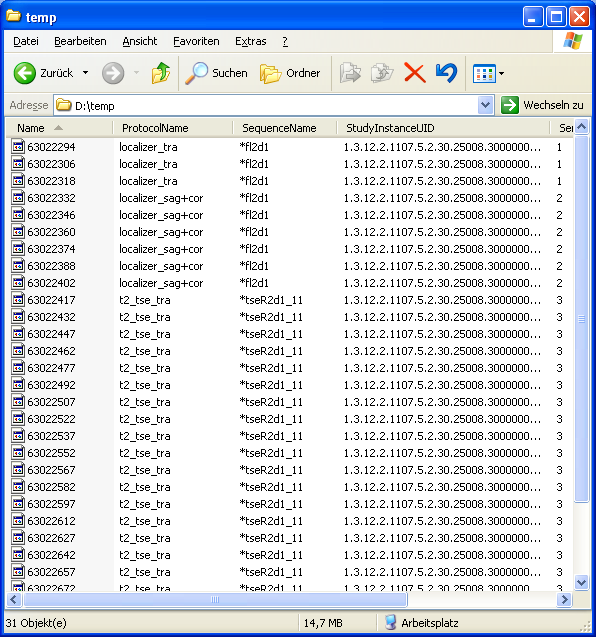 temp
Datei Bearbeiten Ansicht Favoriten Extras ?
Zurück Suchen Ordner
Adresse D:\temp Wechseln zu
Name ProtocolName SequenceName StudyInstanceUID Ser
63022294 localizer_tra *fl2d1 1.3.12.2.1107.5.2.30.25008.3000000... 1
63022306 localizer_tra *fl2d1 1.3.12.2.1107.5.2.30.25008.3000000... 1
63022318 localizer_tra *fl2d1 1.3.12.2.1107.5.2.30.25008.3000000... 1
63022332 localizer_sag+cor *fl2d1 1.3.12.2.1107.5.2.30.25008.3000000... 2
63022346 localizer_sag+cor *fl2d1 1.3.12.2.1107.5.2.30.25008.3000000... 2
63022360 localizer_sag+cor *fl2d1 1.3.12.2.1107.5.2.30.25008.3000000... 2
63022374 localizer_sag+cor *fl2d1 1.3.12.2.1107.5.2.30.25008.3000000... 2
63022388 localizer_sag+cor *fl2d1 1.3.12.2.1107.5.2.30.25008.3000000... 2
63022402 localizer_sag+cor *fl2d1 1.3.12.2.1107.5.2.30.25008.3000000... 2
63022417 t2_tse_tra *tseR2d1_11 1.3.12.2.1107.5.2.30.25008.3000000... 3
63022432 t2_tse_tra *tseR2d1_11 1.3.12.2.1107.5.2.30.25008.3000000... 3
63022447 t2_tse_tra *tseR2d1_11 1.3.12.2.1107.5.2.30.25008.3000000... 3
63022462 t2_tse_tra *tseR2d1_11 1.3.12.2.1107.5.2.30.25008.3000000... 3
63022477 t2_tse_tra *tseR2d1_11 1.3.12.2.1107.5.2.30.25008.3000000... 3
63022492 t2_tse_tra *tseR2d1_11 1.3.12.2.1107.5.2.30.25008.3000000... 3
63022507 t2_tse_tra *tseR2d1_11 1.3.12.2.1107.5.2.30.25008.3000000... 3
63022522 t2_tse_tra *tseR2d1_11 1.3.12.2.1107.5.2.30.25008.3000000... 3
63022537 t2_tse_tra *tseR2d1_11 1.3.12.2.1107.5.2.30.25008.3000000... 3
63022552 t2_tse_tra *tseR2d1_11 1.3.12.2.1107.5.2.30.25008.3000000... 3
63022567 t2_tse_tra *tseR2d1_11 1.3.12.2.1107.5.2.30.25008.3000000... 3
63022582 t2_tse_tra *tseR2d1_11 1.3.12.2.1107.5.2.30.25008.3000000... 3
63022597 t2_tse_tra *tseR2d1_11 1.3.12.2.1107.5.2.30.25008.3000000... 3
63022612 t2_tse_tra *tseR2d1_11 1.3.12.2.1107.5.2.30.25008.3000000... 3
63022627 t2_tse_tra *tseR2d1_11 1.3.12.2.1107.5.2.30.25008.3000000... 3
63022642 t2_tse_tra *tseR2d1_11 1.3.12.2.1107.5.2.30.25008.3000000... 3
63022657 t2_tse_tra *tseR2d1_11 1.3.12.2.1107.5.2.30.25008.3000000... 3
63022672 t2_tse_tra *tseR2d1_11 1.3.12.2.1107.5.2.30.25008.3000000... 3
31 Objekt(e) 14,7 MB Arbeitsplatz